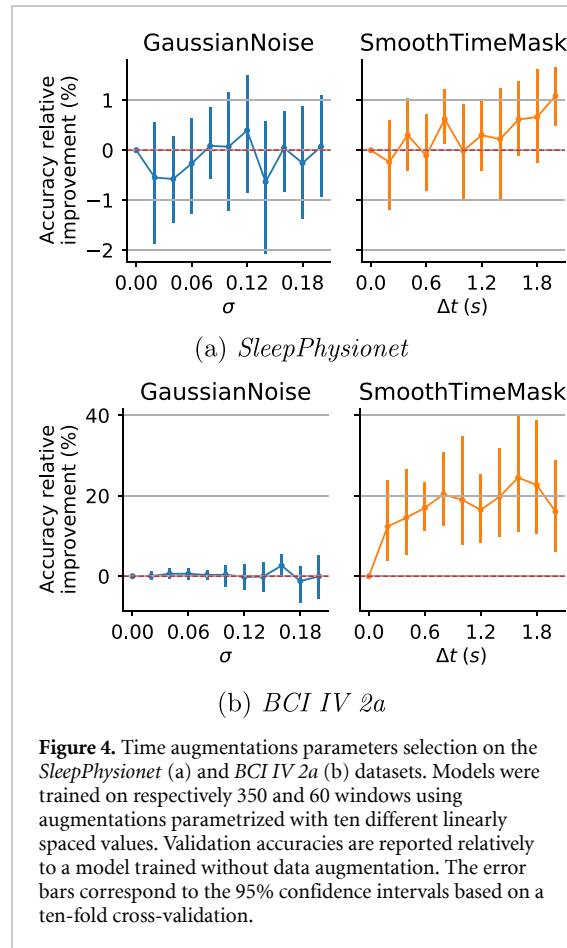 GaussianNoise SmoothTimeMask
Accuracy relative
improvement (%)
1
0
−1
−2
0.00 0.06 0.12 0.18
σ
0.0 0.6 1.2 1.8
Δt (s)
(a) SleepPhysionet
GaussianNoise SmoothTimeMask
Accuracy relative
improvement (%)
40
20
0
0.00 0.06 0.12 0.18
σ
0.0 0.6 1.2 1.8
Δt (s)
(b) BCI IV 2a
Figure 4. Time augmentations parameters selection on the
SleepPhysionet (a) and BCI IV 2a (b) datasets. Models were
trained on respectively 350 and 60 windows using
augmentations parametrized with ten different linearly
spaced values. Validation accuracies are reported relatively
to a model trained without data augmentation. The error
bars correspond to the 95% confidence intervals based on a
ten-fold cross-validation.